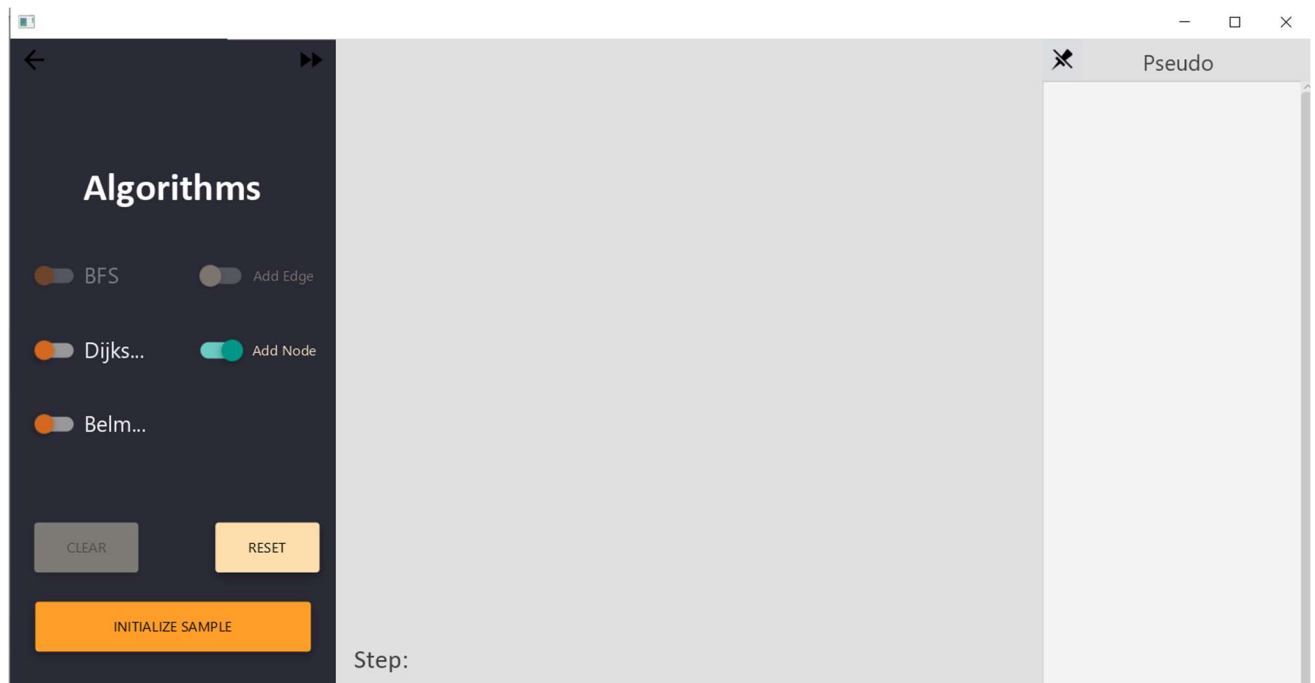 Pseudo
Algorithms
BFS
Add Edge
Dijks...
Add Node
Belm...
CLEAR
RESET
INITIALIZE SAMPLE
Step: